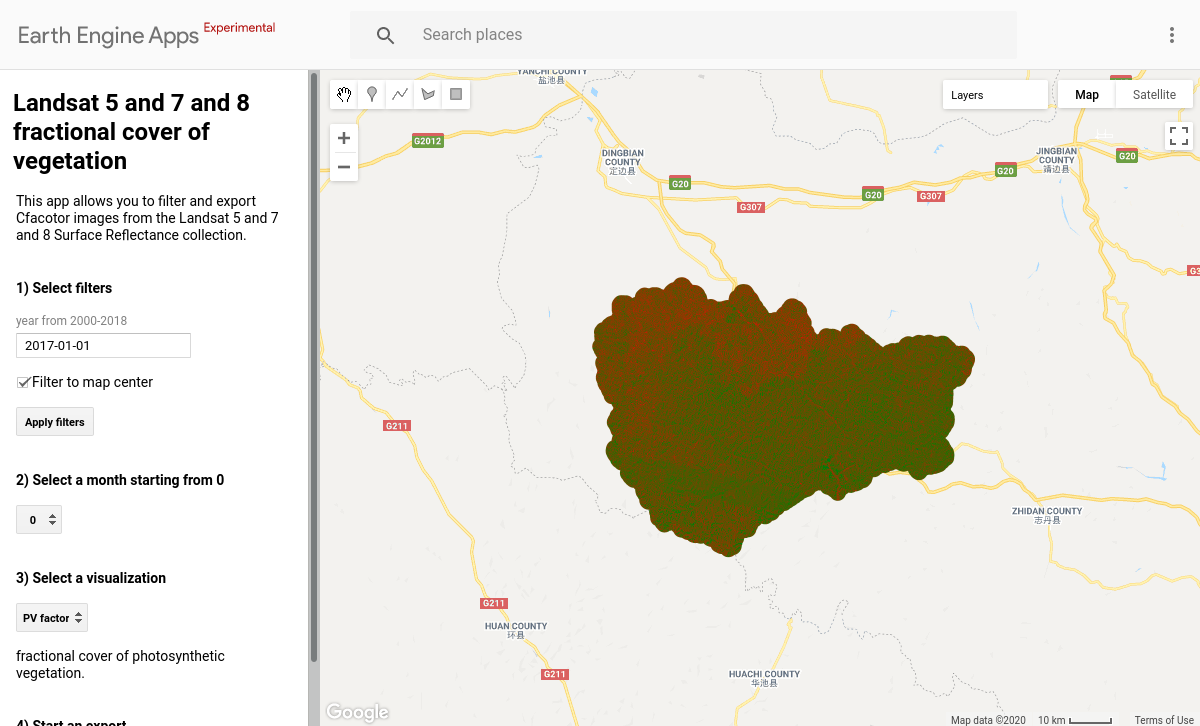 Earth Engine Apps Experimental
Search places
Landsat 5 and 7 and 8
fractional cover of
vegetation
This app allows you to filter and export
Cfacotor images from the Landsat 5 and 7
and 8 Surface Reflectance collection.
1) Select filters
year from 2000-2018
2017-01-01
Filter to map center
Apply filters
2) Select a month starting from 0
0
3) Select a visualization
PV factor
fractional cover of photosynthetic
vegetation.
4) Start an export
YANCHI COUNTY
盐池县
Layers
Map
Satellite
G2012
DINGBIAN
COUNTY
定边县
JINGBIAN
COUNTY
靖边县
G20
G20
G20
G20
G307
G307
G211
ZHIDAN COUNTY
志丹县
G211
HUAN COUNTY
环县
G211
HUACHI COUNTY
华池县
Google
Map data ©2020
10 km
Terms of Use